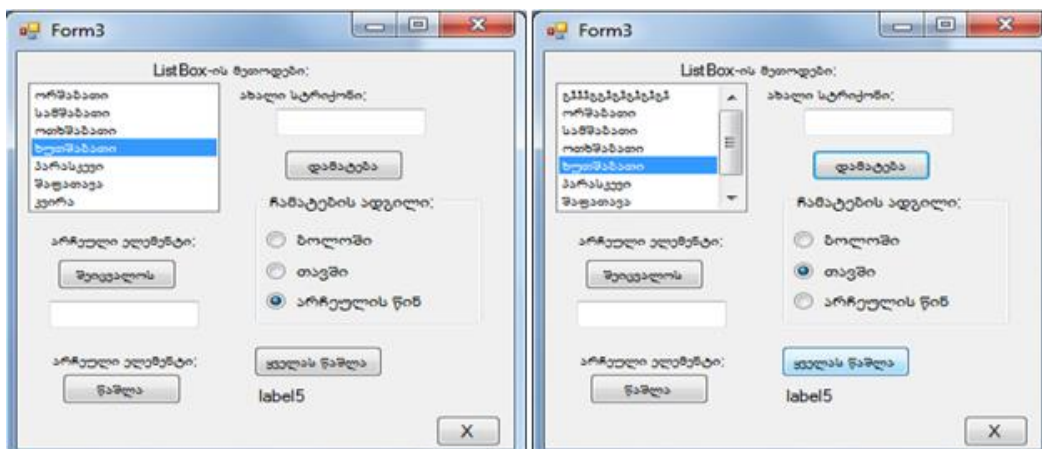 Form3
ListBox-ის მეთოდები:
ორშაბათი
სამშაბათი
ოთხშაბათი
ხუთშაბათი
პარასკევი
შაფათავა
კვირა
ახალი სტრიქონი:
დამატება
ჩამატების ადგილი:
ბოლოში
თავში
არჩეულის წინ
არჩეული ელემენტი:
შეიცვალოს
არჩეული ელემენტი:
წაშლა
ყველას წაშლა
label5
X
Form3
ListBox-ის მეთოდები:
ორშაბათი
სამშაბათი
ოთხშაბათი
ხუთშაბათი
პარასკევი
შაფათავა
ახალი სტრიქონი:
დამატება
ჩამატების ადგილი:
ბოლოში
თავში
არჩეულის წინ
არჩეული ელემენტი:
შეიცვალოს
არჩეული ელემენტი:
წაშლა
ყველას წაშლა
label5
X